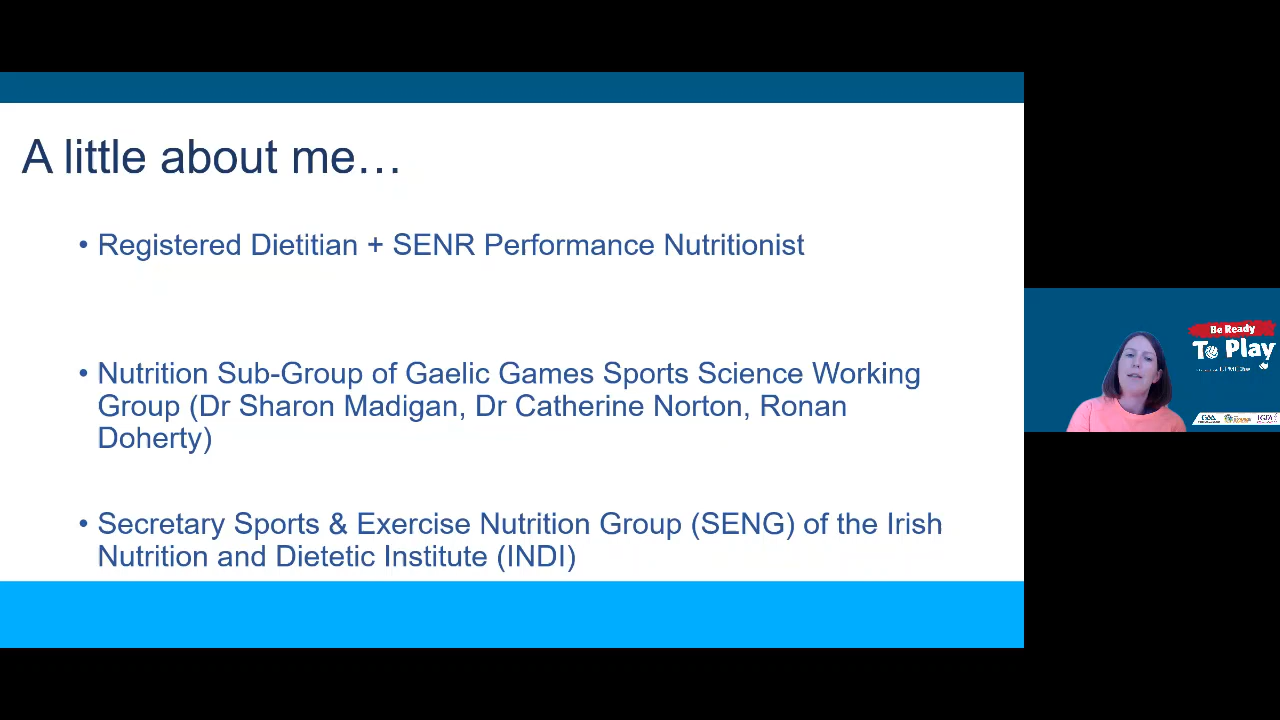 A little about me…
• Registered Dietitian + SENR Performance Nutritionist
• Nutrition Sub-Group of Gaelic Games Sports Science Working
Group (Dr Sharon Madigan, Dr Catherine Norton, Ronan
Doherty)
• Secretary Sports & Exercise Nutrition Group (SENG) of the Irish
Nutrition and Dietetic Institute (INDI)
Be Ready
To Play
GAA
LGFA